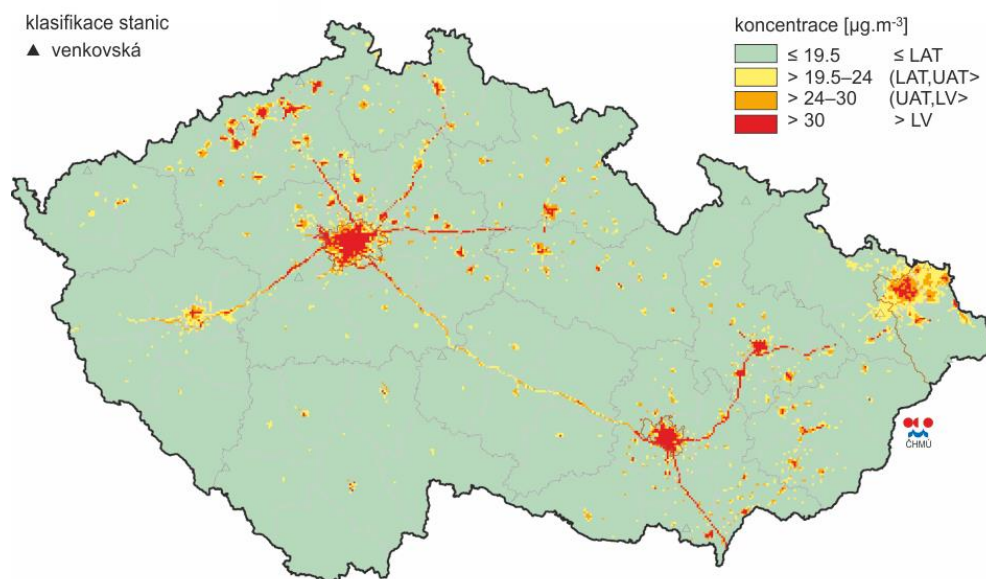 klasifikace stanic
▲ venkovská
koncentrace [µg.m⁻³]
≤ 19.5 ≤ LAT
> 19.5–24 (LAT,UAT>
> 24–30 (UAT,LV>
> 30 > LV
ČHMÚ